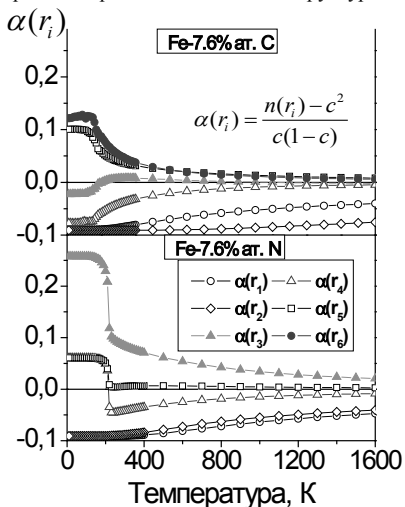 α(r_i)
Fe-7.6% ат. C
α(r_i) = \frac{n(r_i) - c^2}{c(1-c)}
0,2
0,1
0,0
-0,1
Fe-7.6% ат. N
α(r₁) α(r₄)
α(r₂) α(r₅)
α(r₃) α(r₆)
0,2
0,1
0,0
-0,1
0 400 800 1200 1600
Температура, К